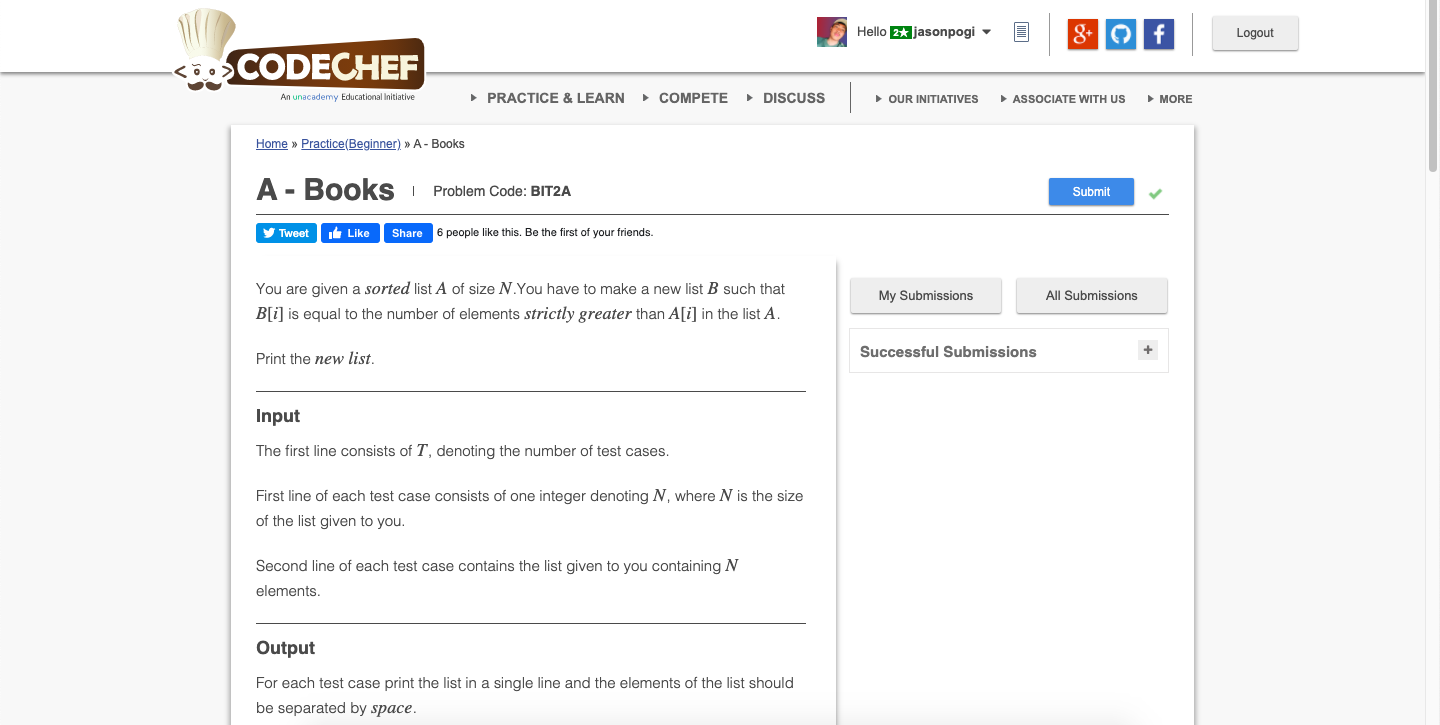 CODECHEF
An unacademy Educational Initiative
Hello 2★ jasonpogi
Logout
PRACTICE & LEARN COMPETE DISCUSS OUR INITIATIVES ASSOCIATE WITH US MORE
Home » Practice(Beginner) » A - Books
A - Books | Problem Code: BIT2A
Submit
Tweet Like Share 6 people like this. Be the first of your friends.
You are given a sorted list A of size N.You have to make a new list B such that
B[i] is equal to the number of elements strictly greater than A[i] in the list A.
Print the new list.
My Submissions All Submissions
Successful Submissions +
Input
The first line consists of T, denoting the number of test cases.
First line of each test case consists of one integer denoting N, where N is the size
of the list given to you.
Second line of each test case contains the list given to you containing N
elements.
Output
For each test case print the list in a single line and the elements of the list should
be separated by space.